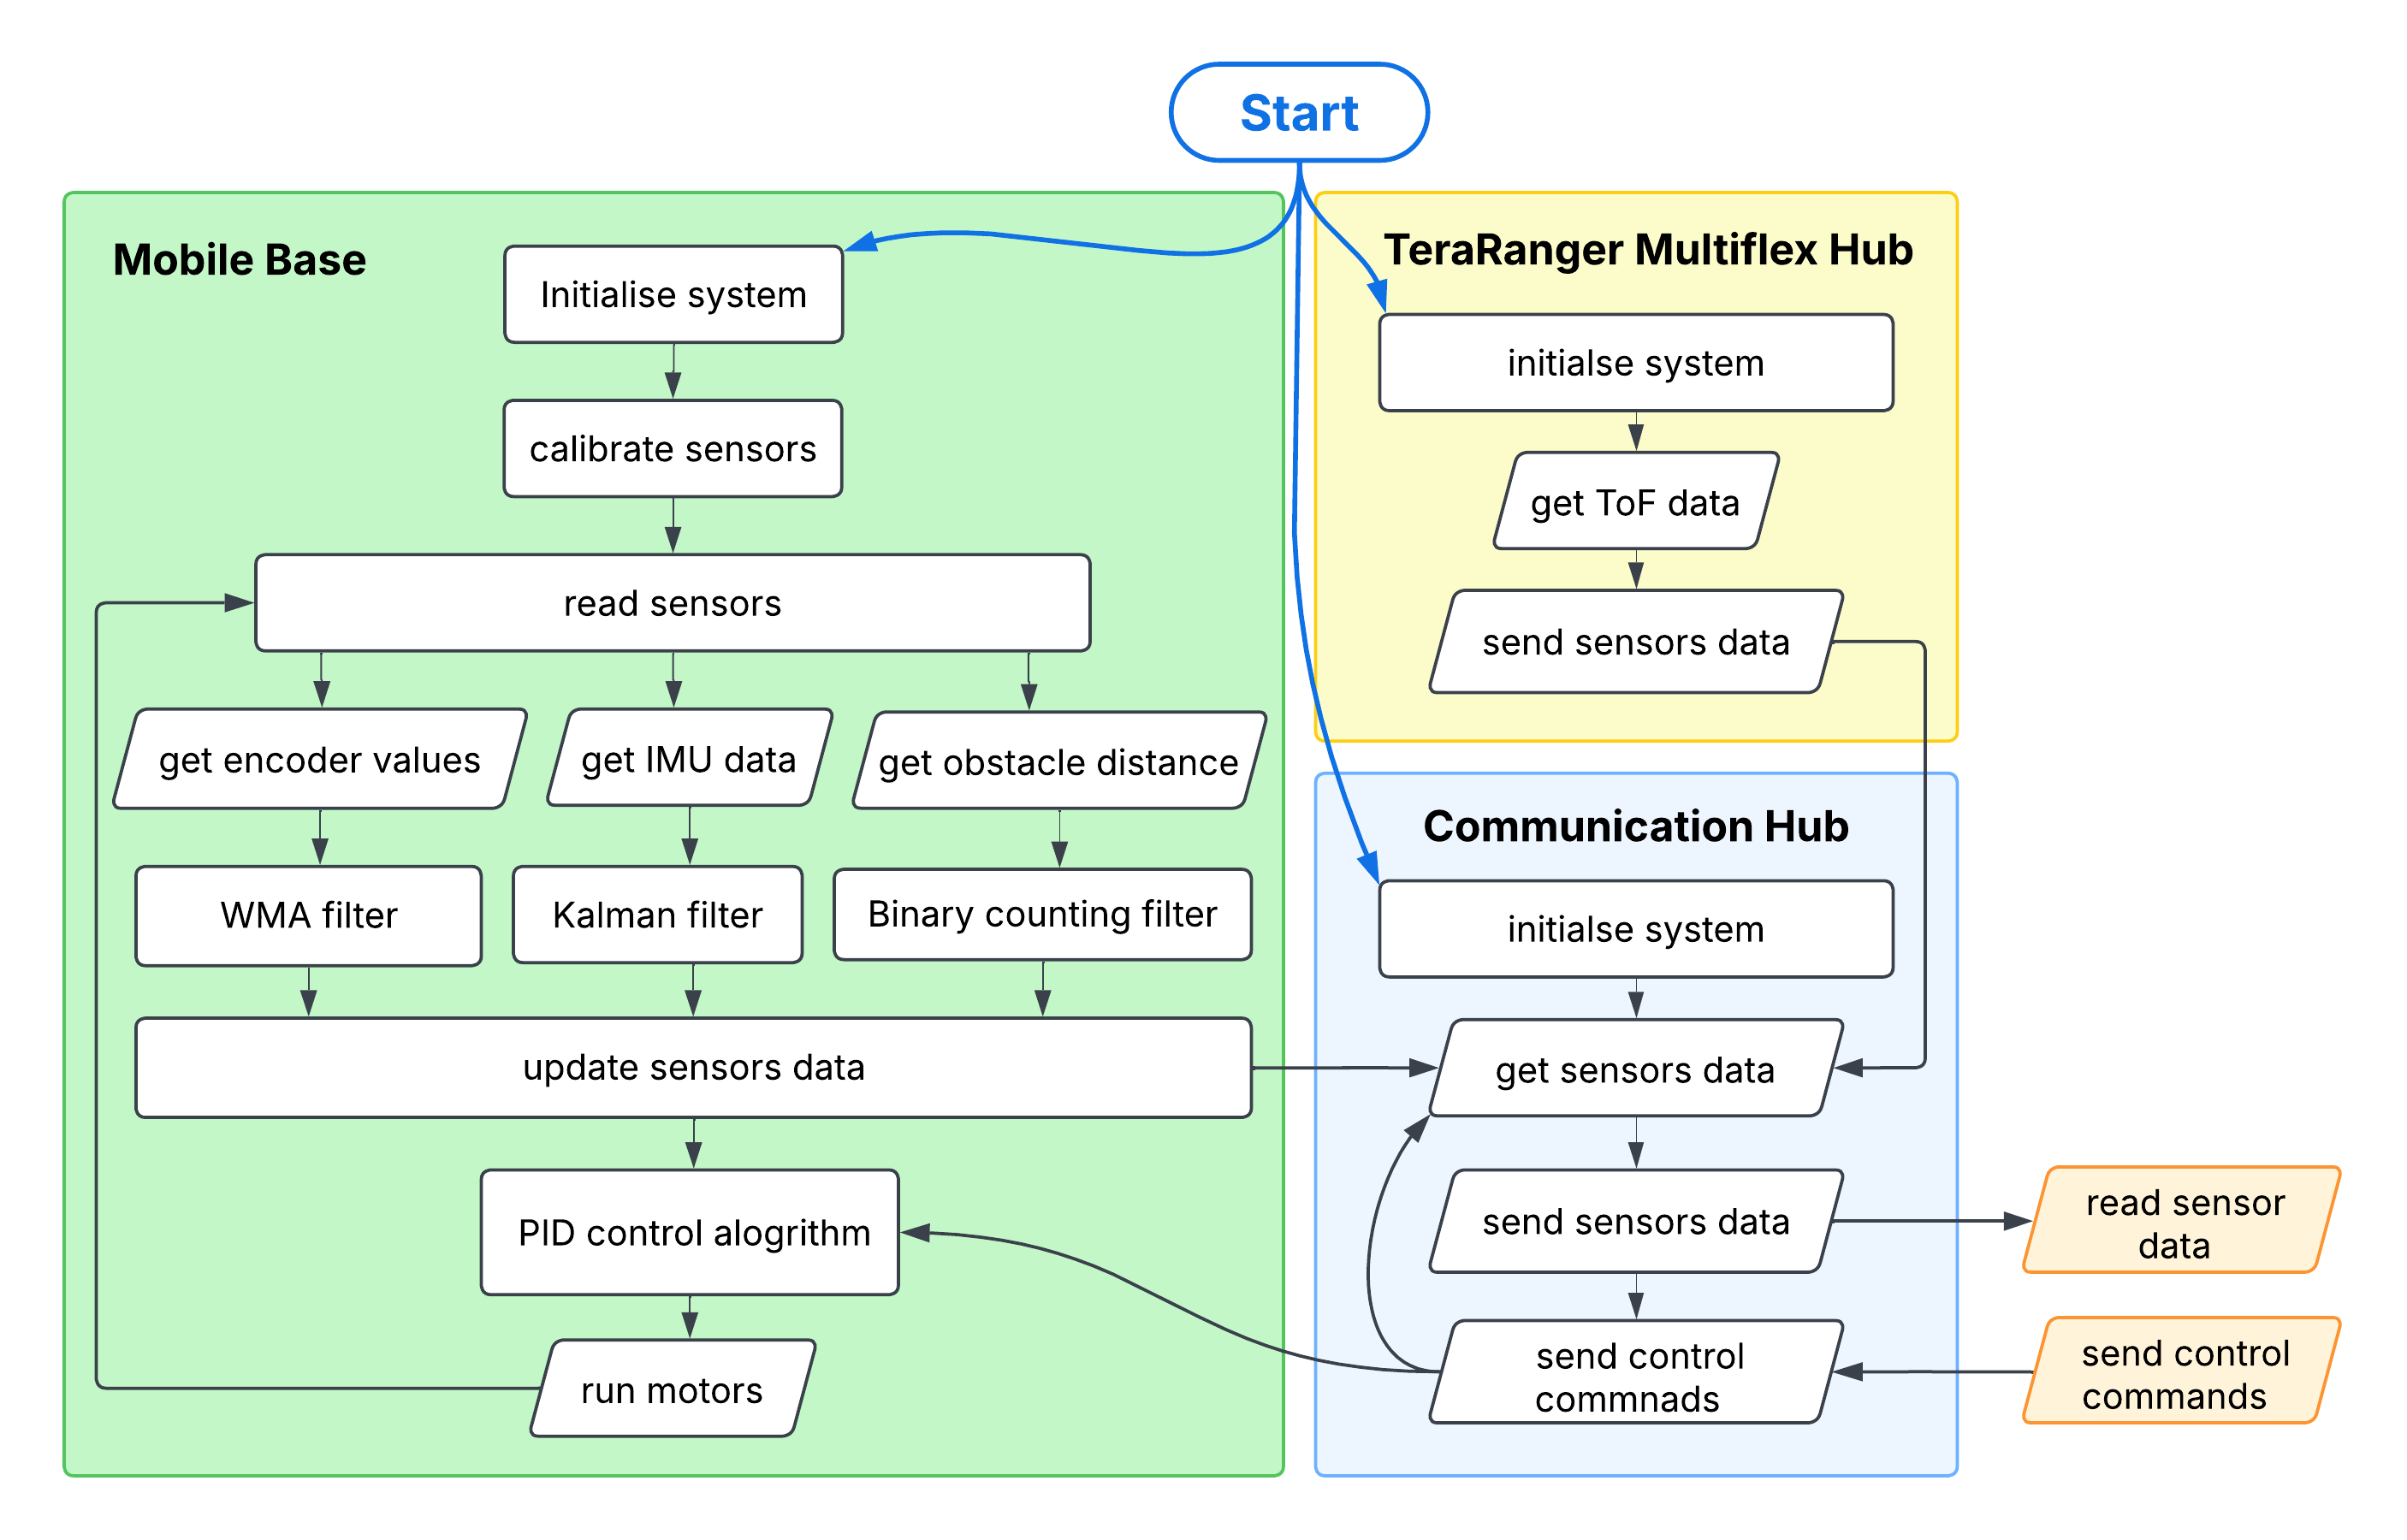 Start
Mobile Base
Initialise system
calibrate sensors
read sensors
get encoder values
get IMU data
get obstacle distance
WMA filter
Kalman filter
Binary counting filter
update sensors data
PID control alogrithm
run motors
TeraRanger Multiflex Hub
initialse system
get ToF data
send sensors data
Communication Hub
initialse system
get sensors data
send sensors data
send control
commnads
read sensor
data
send control
commands